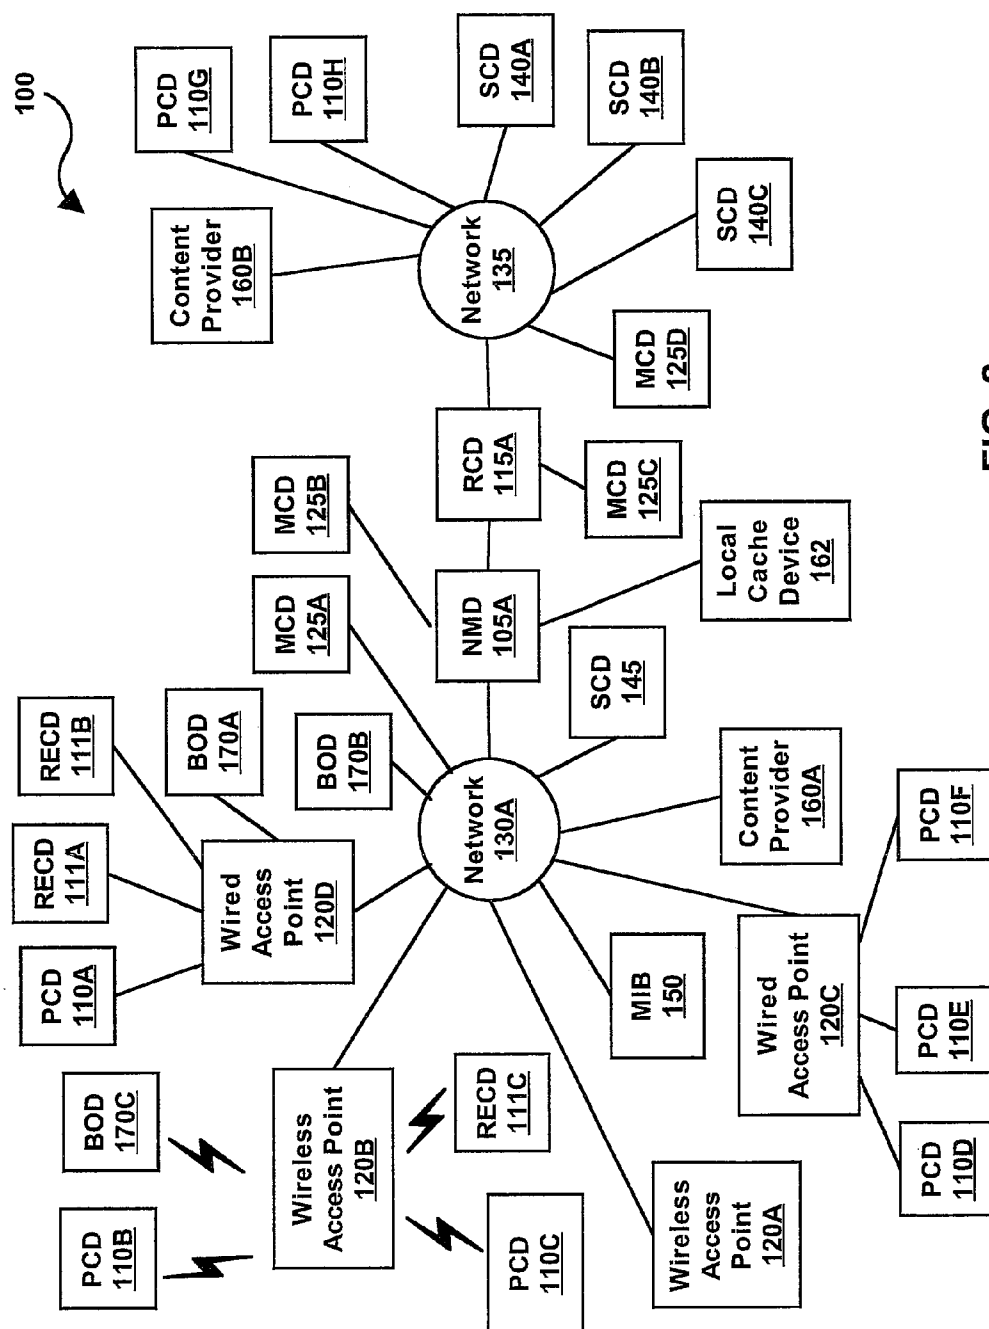 100
PCD
110B
BOD
170C
PCD
110A
RECD
111A
RECD
111B
BOD
170A
Wired
Access
Point
120D
MCD
125A
MCD
125B
Content
Provider
160B
PCD
110G
PCD
110H
Wireless
Access Point
120B
BOD
170B
PCD
110C
RECD
111C
Network
130A
NMD
105A
RCD
115A
Network
135
SCD
140A
SCD
140B
SCD
140C
MCD
125D
MCD
125C
SCD
145
Local
Cache
Device
162
MIB
150
Content
Provider
160A
Wireless
Access
Point
120A
Wired
Access Point
120C
PCD
110D
PCD
110E
PCD
110F
FIG.